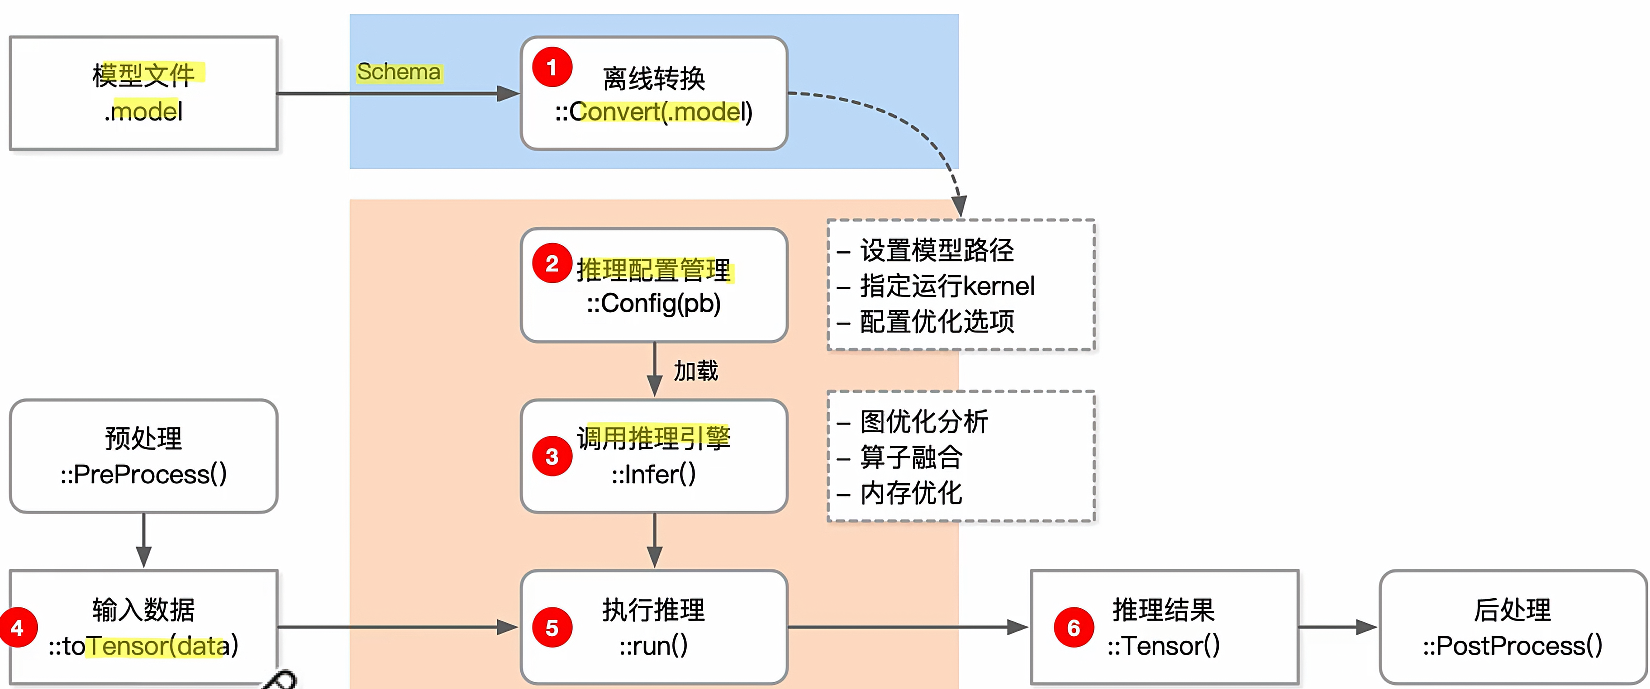 模型文件
.model
Schema
1
离线转换
::Convert(.model)
2
推理配置管理
::Config(pb)
– 设置模型路径
– 指定运行kernel
– 配置优化选项
加载
预处理
::PreProcess()
3
调用推理引擎
::Infer()
– 图优化分析
– 算子融合
– 内存优化
4
输入数据
::toTensor(data)
5
执行推理
::run()
6
推理结果
::Tensor()
后处理
::PostProcess()